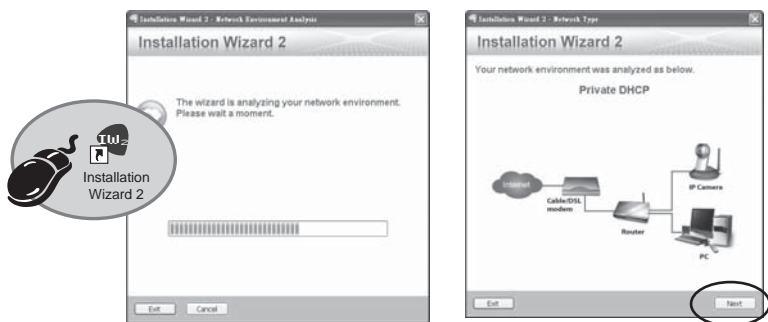 Installation Wizard 2 - Network Environment Analysis
Installation Wizard 2
The wizard is analyzing your network environment.
Please wait a moment.
IW2
Installation
Wizard 2
Exit
Cancel
Installation Wizard 2 - Network Type
Installation Wizard 2
Your network environment was analyzed as below.
Private DHCP
Internet
Cable/DSL
modem
IP Camera
Router
PC
Exit
Next